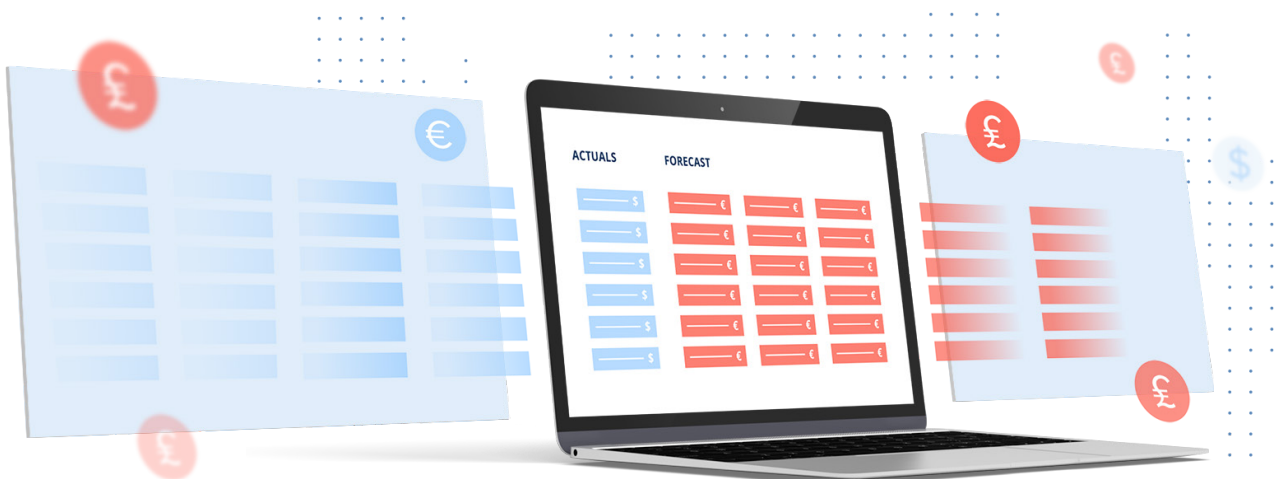 £
€
£
£
$
ACTUALS FORECAST
$ € € €
$ € € €
$ € € €
$ € € €
$ € € €
$ € € €
£
£